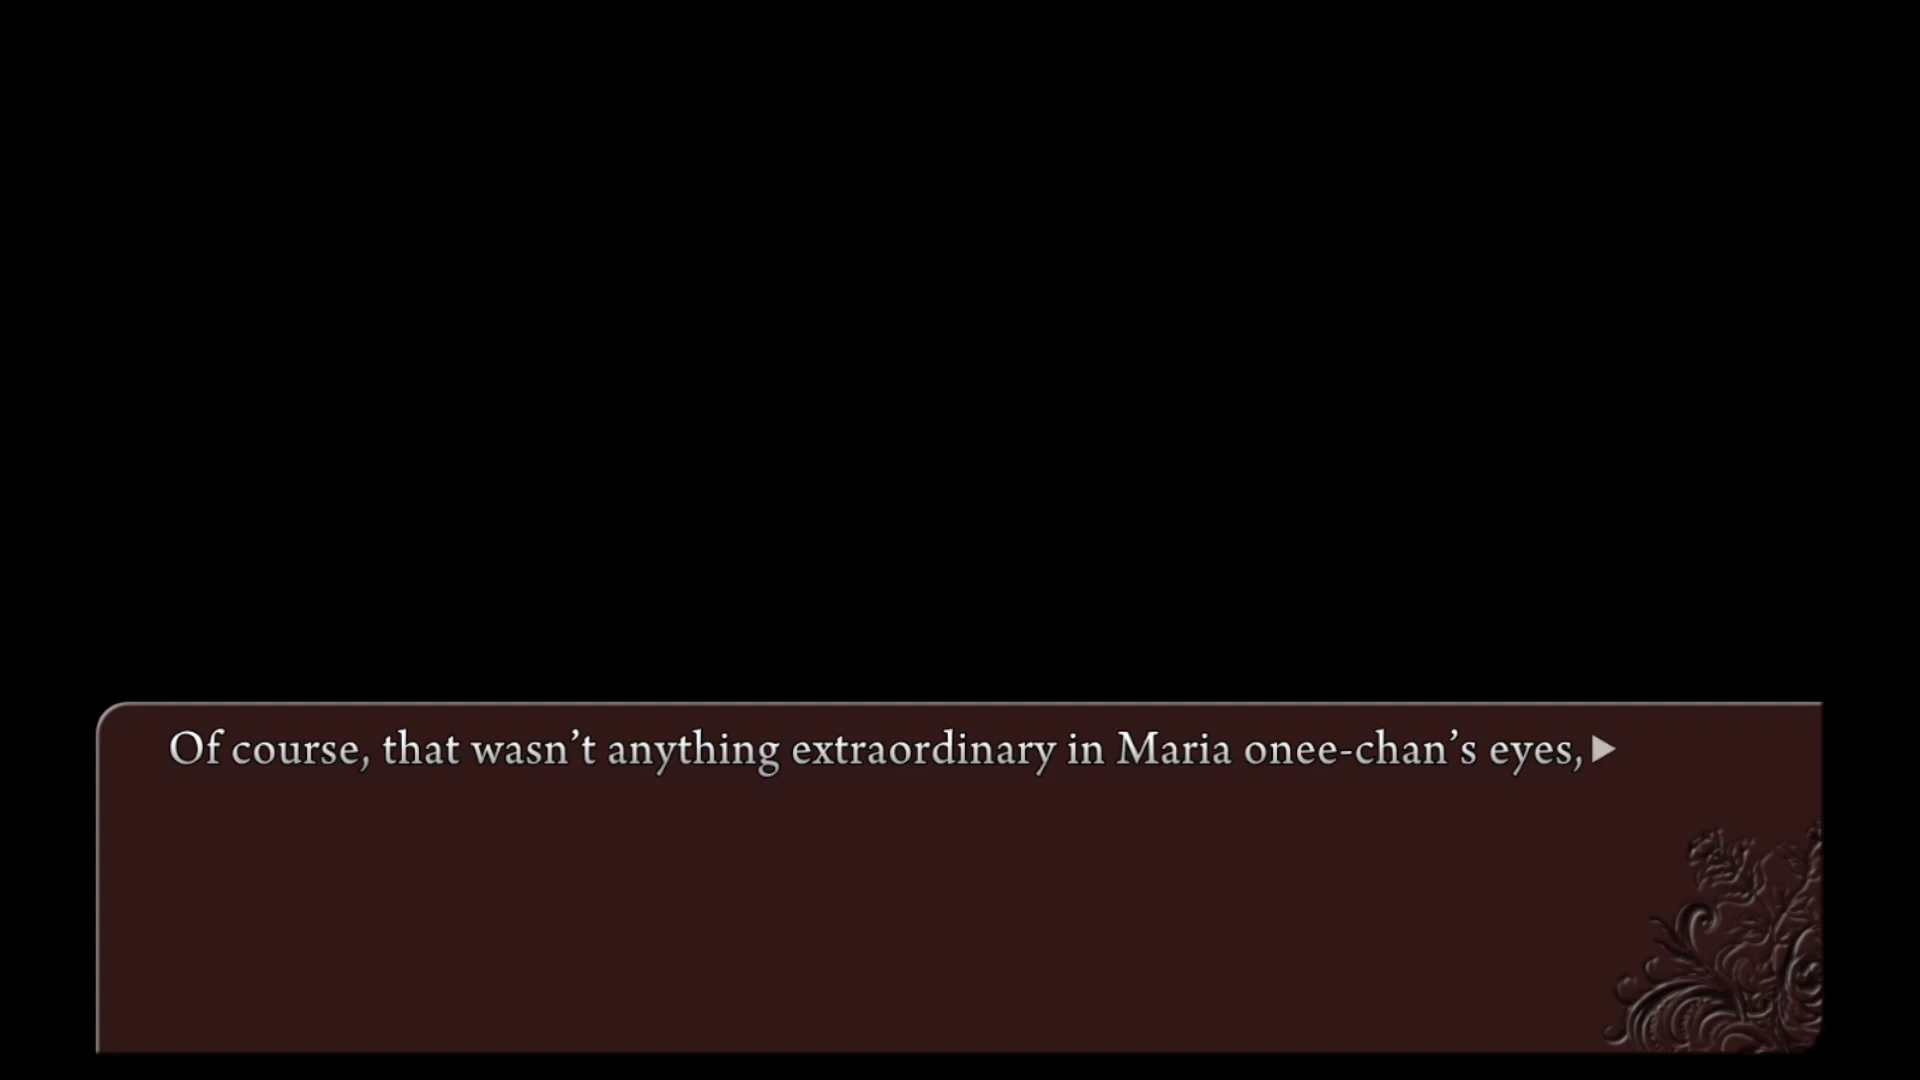 Of course, that wasn’t anything extraordinary in Maria onee-chan’s eyes,